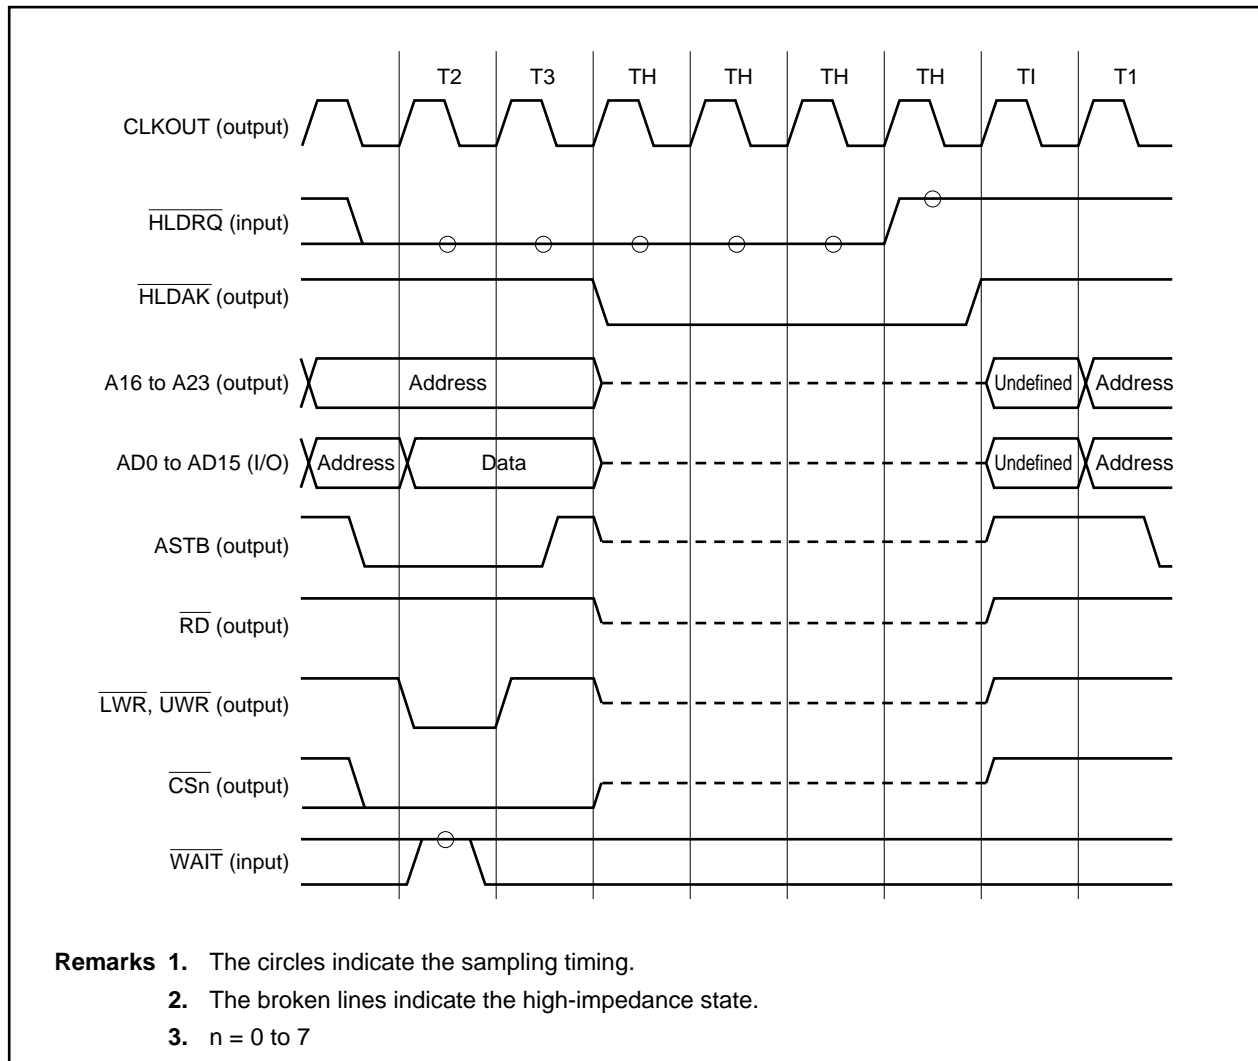 T2 T3 TH TH TH TH TI T1
CLKOUT (output)
HLDRQ (input)
HLDAK (output)
A16 to A23 (output) Address Undefined Address
AD0 to AD15 (I/O) Address Data Undefined Address
ASTB (output)
RD (output)
LWR, UWR (output)
CSn (output)
WAIT (input)
Remarks 1. The circles indicate the sampling timing.
2. The broken lines indicate the high-impedance state.
3. n = 0 to 7